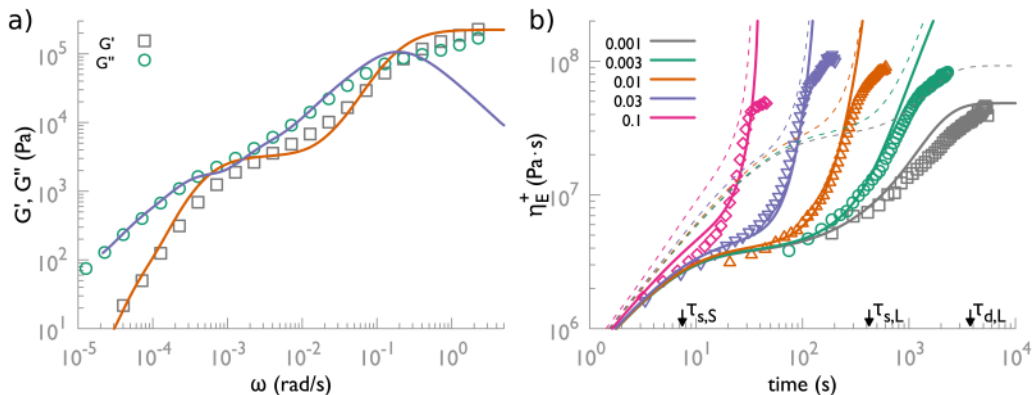 a)
G'
G''
G', G'' (Pa)
10^5
10^4
10^3
10^2
10^1
10^-5
10^-4
10^-3
10^-2
10^-1
10^0
ω (rad/s)
b)
0.001
0.003
0.01
0.03
0.1
η_E^+ (Pa·s)
10^8
10^7
10^6
τ_s,S
τ_s,L
τ_d,L
10^0
10^1
10^2
10^3
10^4
time (s)